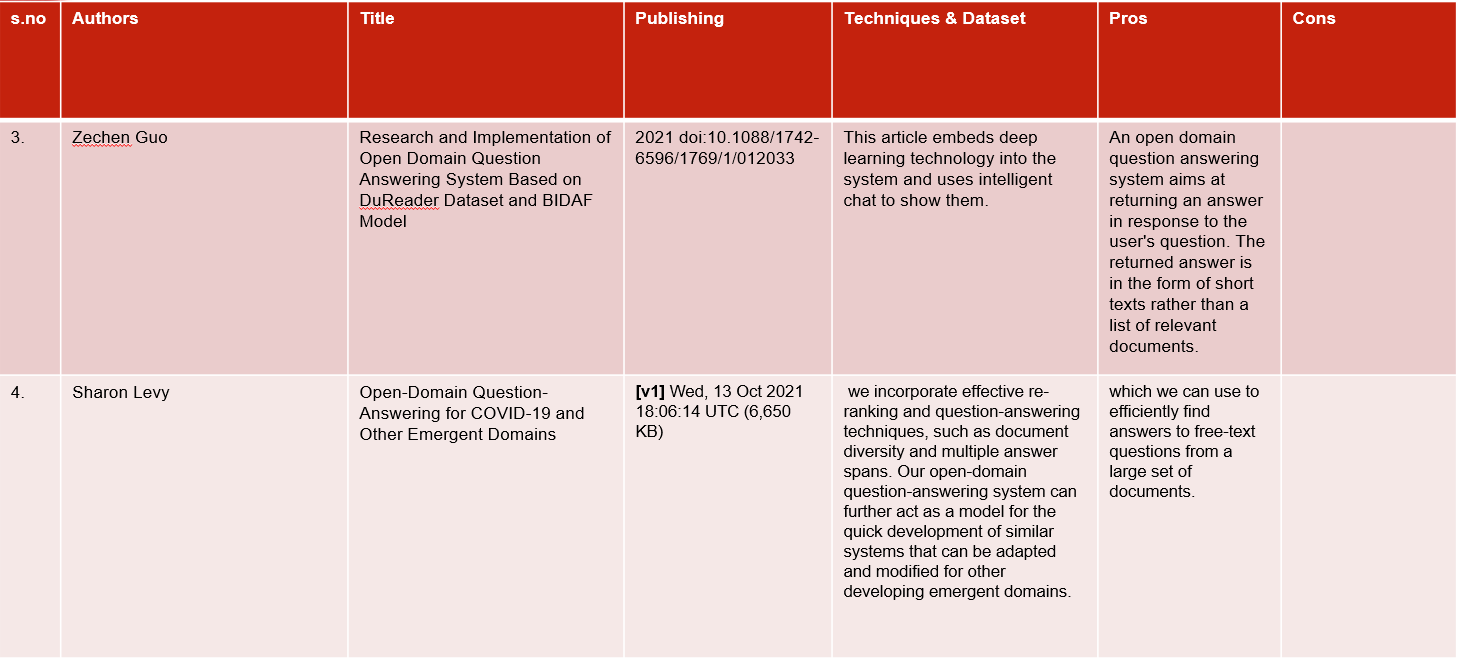 s.no
Authors
Title
Publishing
Techniques & Dataset
Pros
Cons
3.
Zechen Guo
Research and Implementation of
Open Domain Question
Answering System Based on
DuReader Dataset and BIDAF
Model
2021 doi:10.1088/1742-
6596/1769/1/012033
This article embeds deep
learning technology into the
system and uses intelligent
chat to show them.
An open domain
question answering
system aims at
returning an answer
in response to the
user's question. The
returned answer is
in the form of short
texts rather than a
list of relevant
documents.
4.
Sharon Levy
Open-Domain Question-
Answering for COVID-19 and
Other Emergent Domains
[v1] Wed, 13 Oct 2021
18:06:14 UTC (6,650
KB)
we incorporate effective re-
ranking and question-answering
techniques, such as document
diversity and multiple answer
spans. Our open-domain
question-answering system can
further act as a model for the
quick development of similar
systems that can be adapted
and modified for other
developing emergent domains.
which we can use to
efficiently find
answers to free-text
questions from a
large set of
documents.